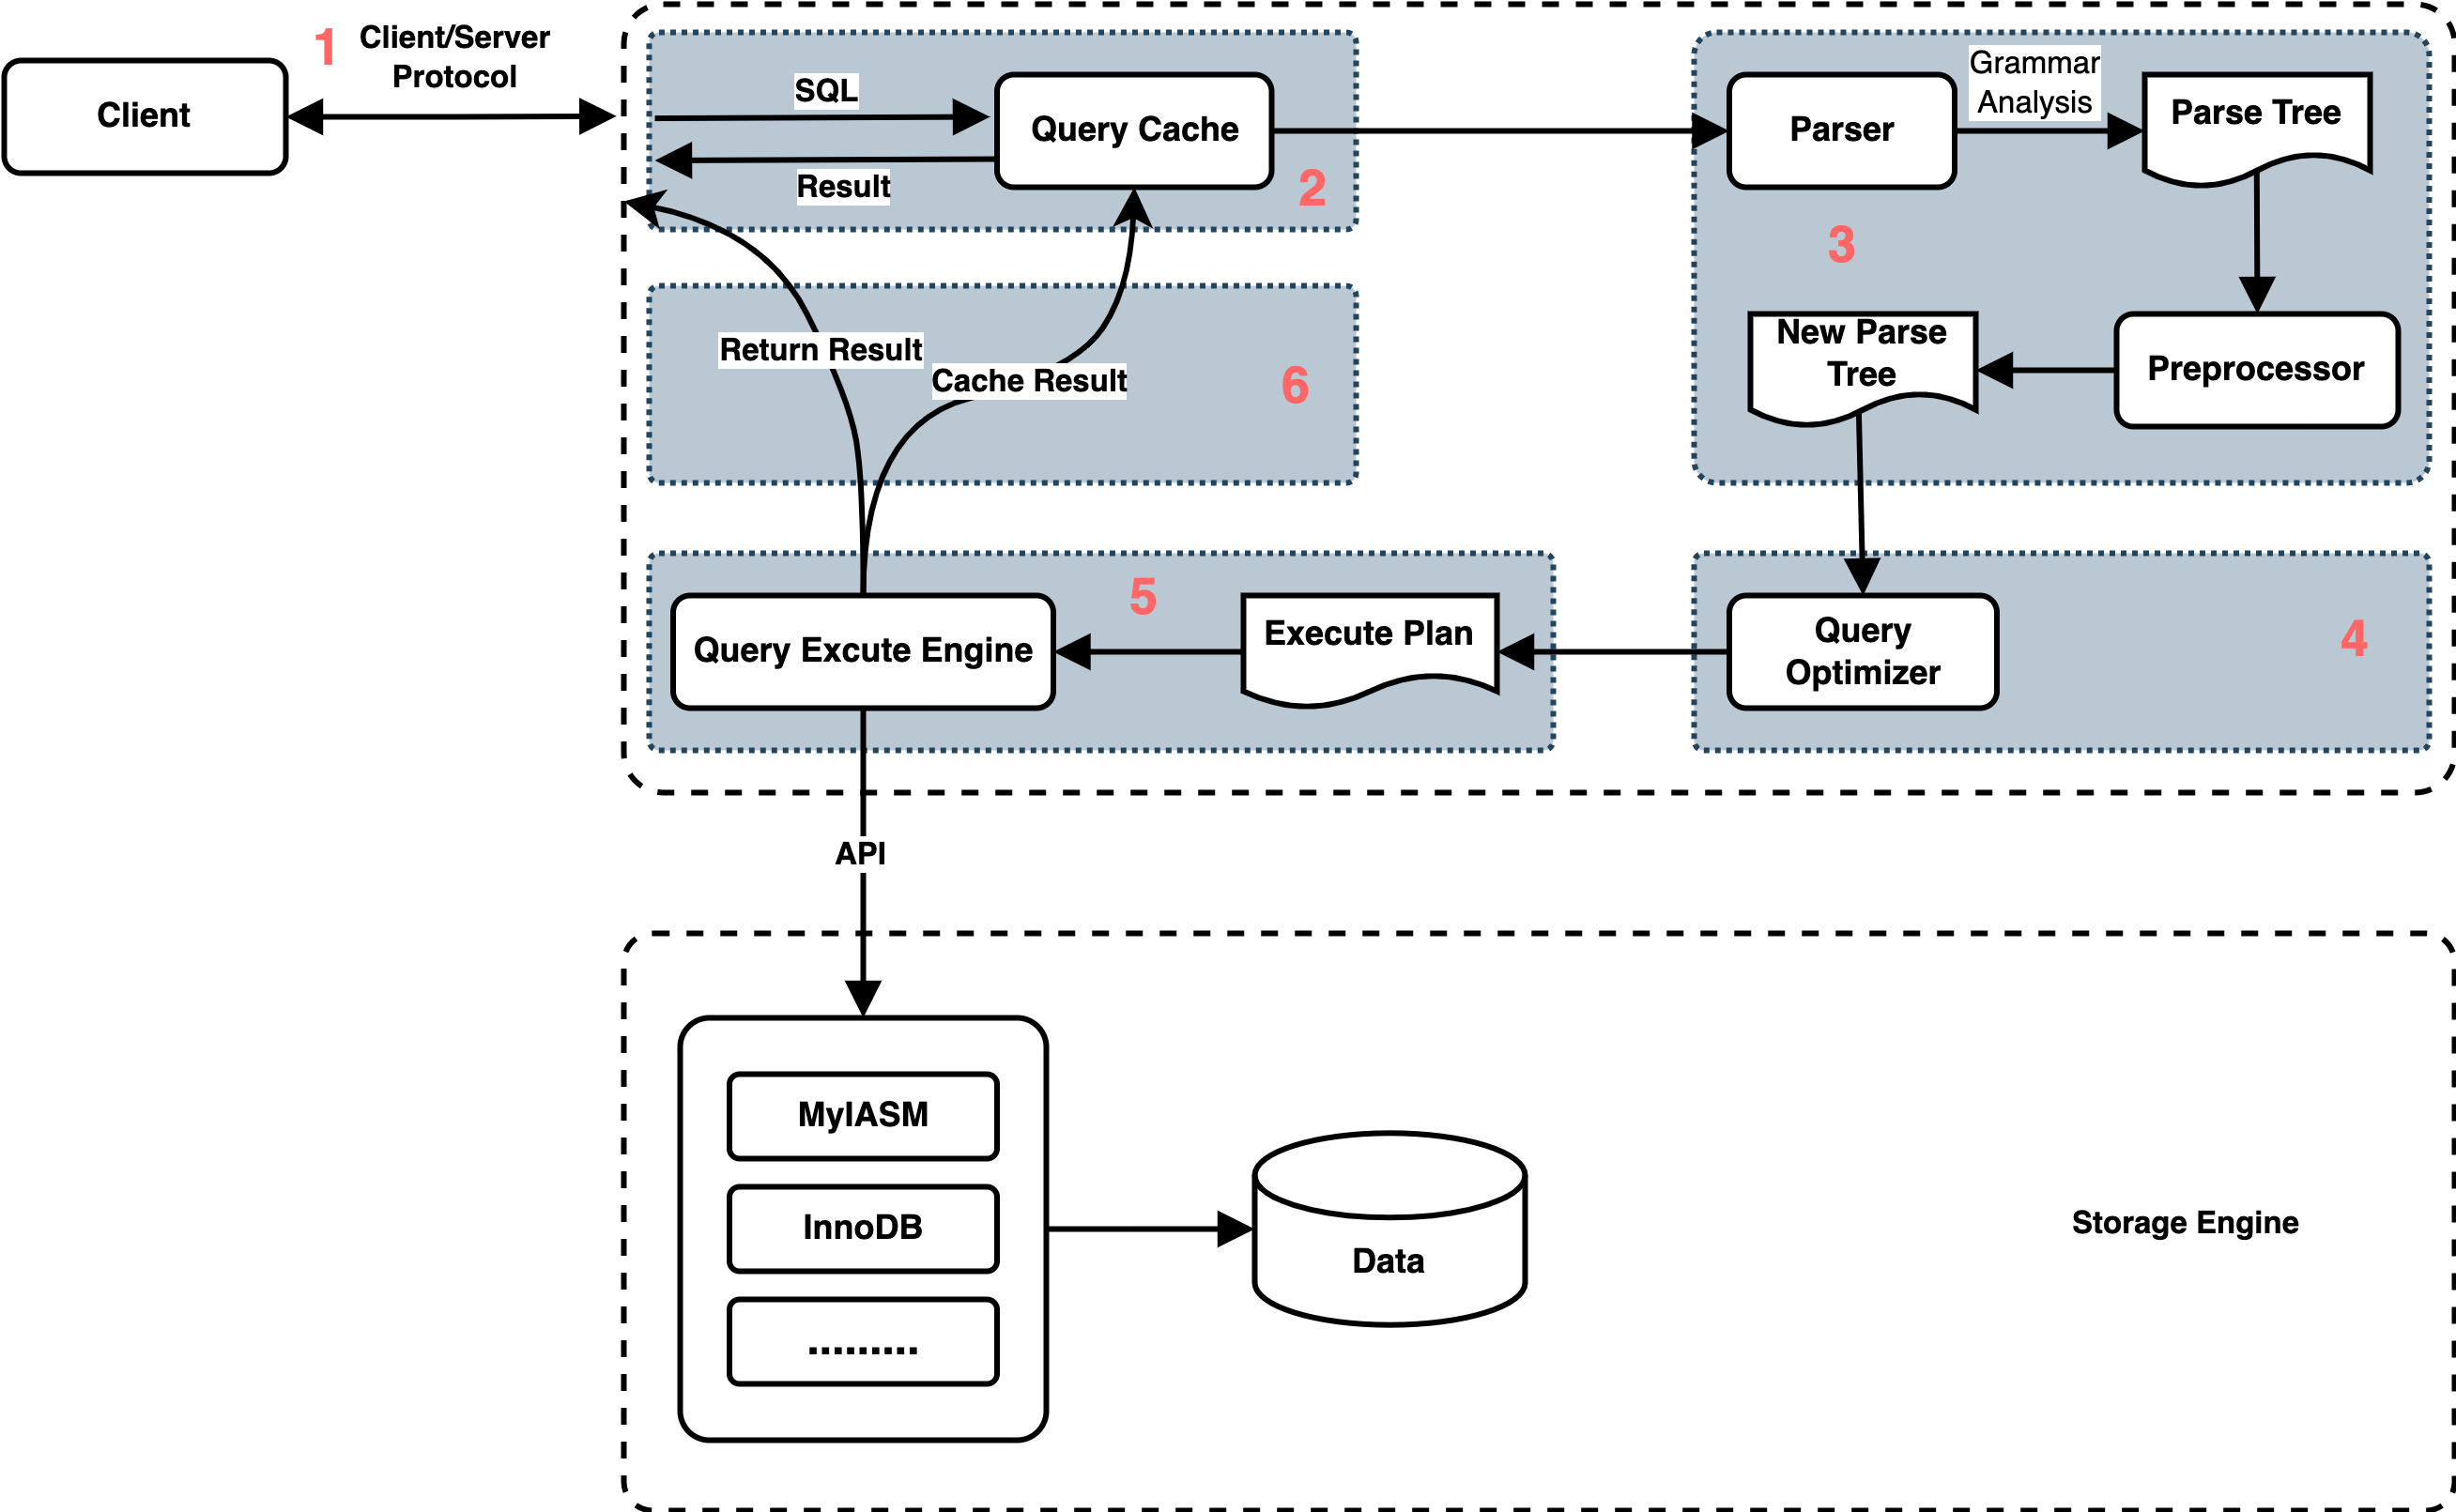 1
Client/Server
Protocol
Client
SQL
Query Cache
Result
2
Parser
Grammar
Analysis
Parse Tree
3
New Parse
Tree
Preprocessor
Return Result
Cache Result
6
Query Excute Engine
5
Execute Plan
Query
Optimizer
4
API
MyIASM
InnoDB
.........
Data
Storage Engine